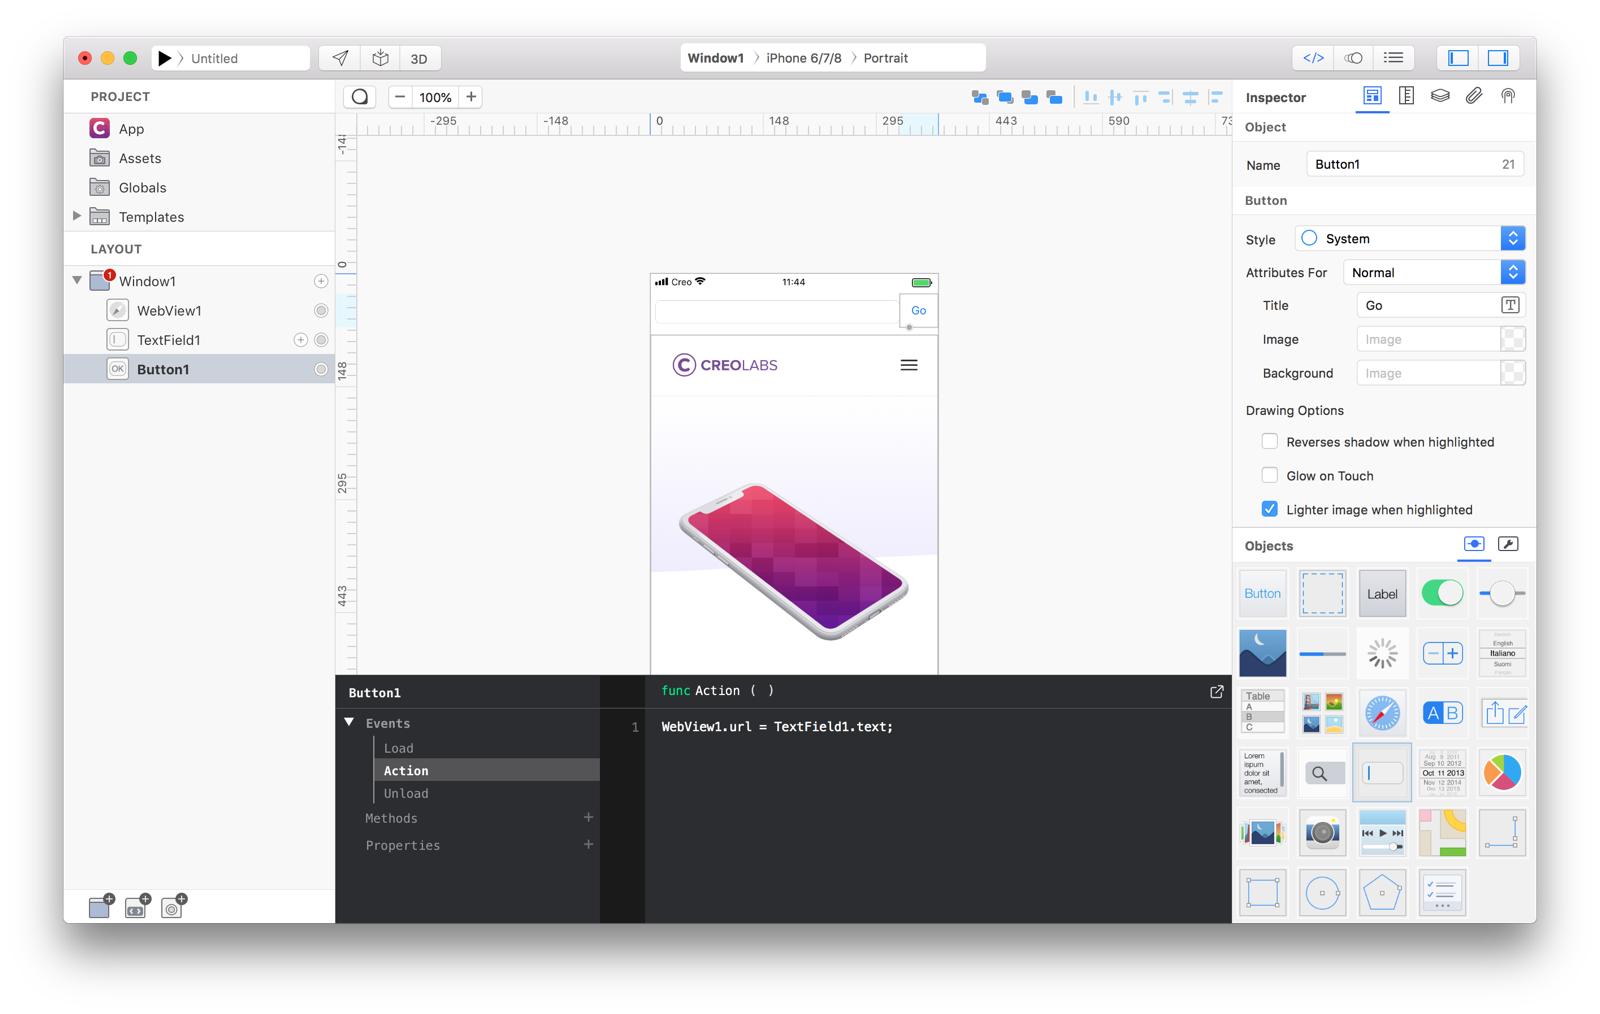 Untitled
3D
Window1 iPhone 6/7/8 Portrait
</>
PROJECT
App
Assets
Globals
Templates
LAYOUT
1
Window1
WebView1
TextField1
OK Button1
100%
-295 -148 0 148 295 443 590
0
148
295
443
Creo 11:44
Go
CREOLABS
Button1
Events
Load
Action
Unload
Methods
Properties
func Action ( )
1 WebView1.url = TextField1.text;
Inspector
Object
Name Button1 21
Button
Style System
Attributes For Normal
Title Go T
Image Image
Background Image
Drawing Options
Reverses shadow when highlighted
Glow on Touch
Lighter image when highlighted
Objects
Button Label
English
Italiano
Suomi
Table
A
B
C
A B
Lorem
ispum
dolor sit
amet,
consected
Aug 8 2011
Sep 10 2012
Oct 11 2013
Nov 12 2014
Dec 13 2015